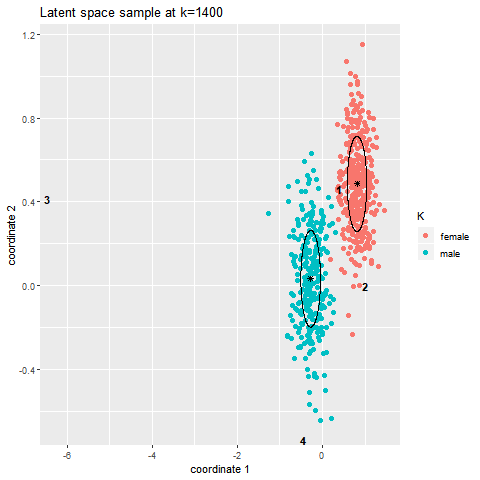 Latent space sample at k=1400
1.2
0.8
0.4
0.0
-0.4
coordinate 2
3
1
2
4
-6
-4
-2
0
coordinate 1
K
female
male